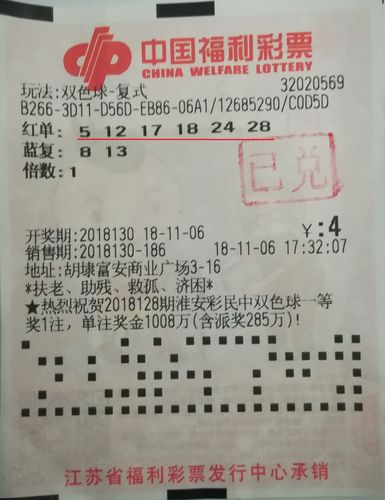 中国福利彩票
CHINA WELFARE LOTTERY
玩法:双色球-复式 32020569
B266-3D11-D56D-EB86-06A1/12685290/C0D5D
红单: 5 12 17 18 24 28
蓝复: 8 13
倍数:1
已兑
开奖期:2018130 18-11-06 ¥:4
销售期:2018130-186 18-11-06 17:32:07
地址:胡埭富安商业广场3-16
*扶老、助残、救孤、济困*
★热烈祝贺2018128期淮安彩民中双色球一等
奖1注,单注奖金1008万(含派奖285万)!
江苏省福利彩票发行中心承销